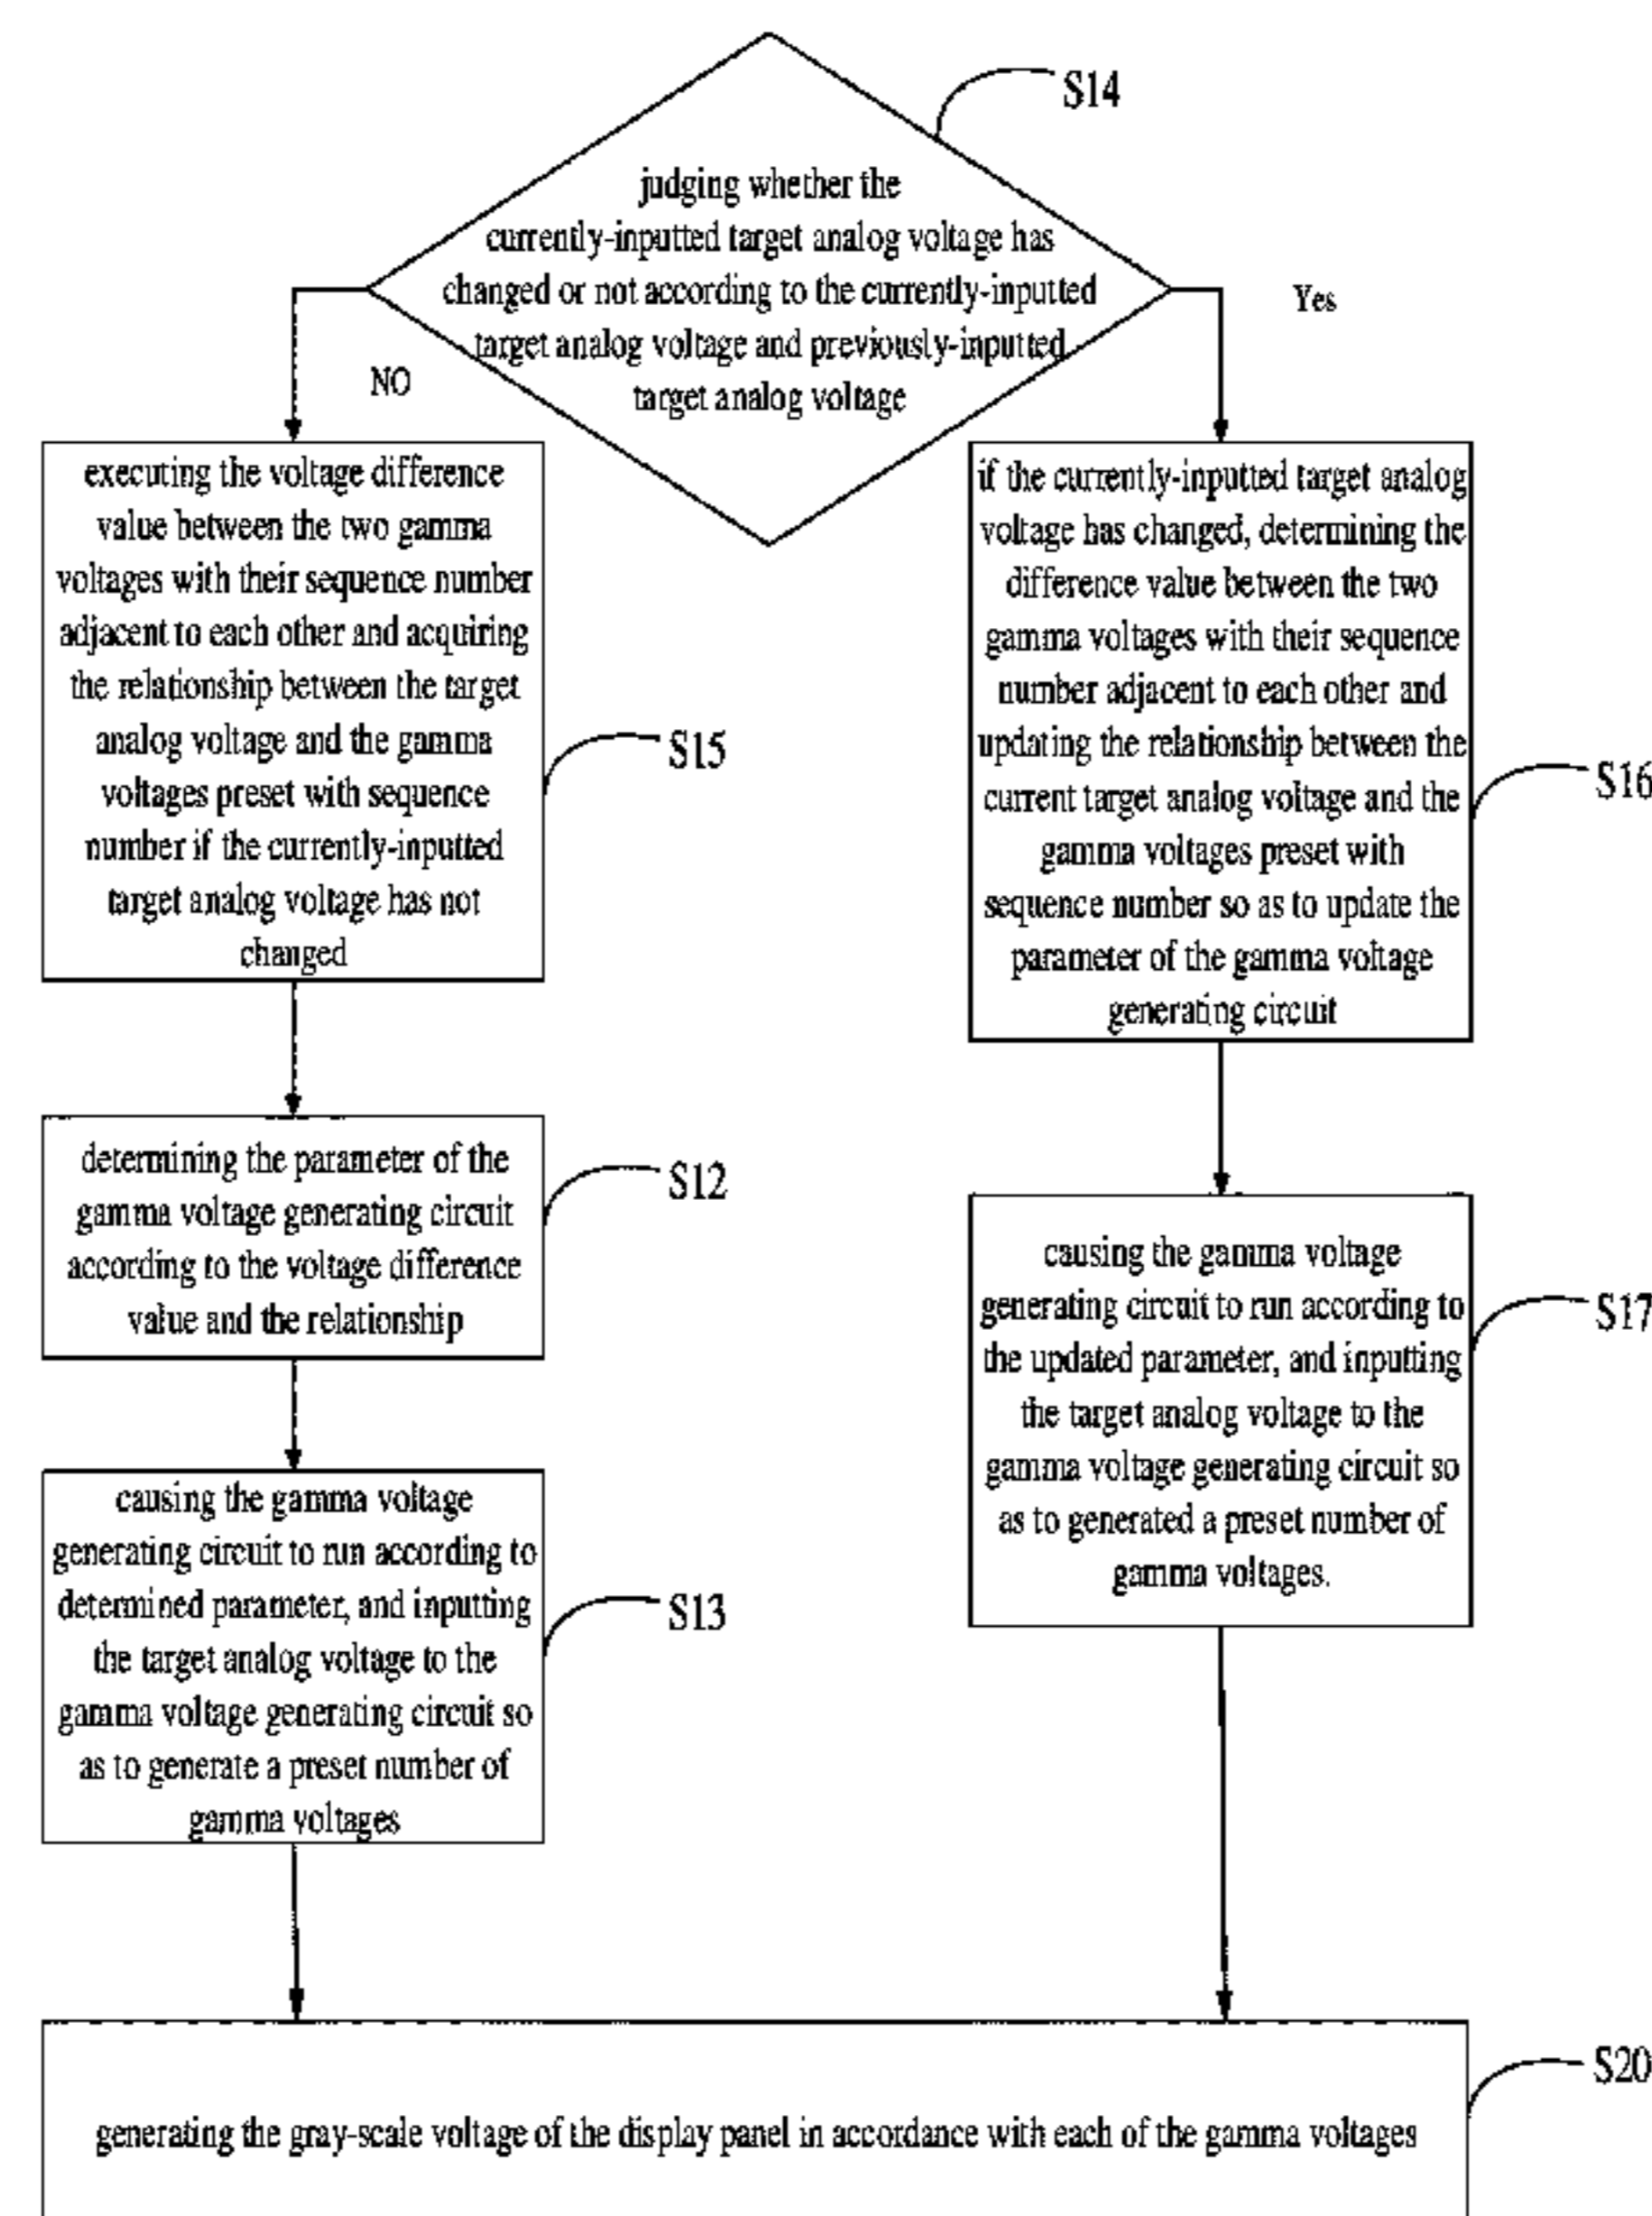 S14
judging whether the
currently-inputted target analog voltage has
changed or not according to the currently-inputted
target analog voltage and previously-inputted
target analog voltage
Yes
NO
executing the voltage difference
value between the two gamma
voltages with their sequence number
adjacent to each other and acquiring
the relationship between the target
analog voltage and the gamma
voltages preset with sequence
number if the currently-inputted
target analog voltage has not
changed
S15
if the currently-inputted target analog
voltage has changed, determining the
difference value between the two
gamma voltages with their sequence
number adjacent to each other and
updating the relationship between the
current target analog voltage and the
gamma voltages preset with
sequence number so as to update the
parameter of the gamma voltage
generating circuit
S16
determining the parameter of the
gamma voltage generating circuit
according to the voltage difference
value and the relationship
S12
causing the gamma voltage
generating circuit to run according to
the updated parameter, and inputting
the target analog voltage to the
gamma voltage generating circuit so
as to generated a preset number of
gamma voltages.
S17
causing the gamma voltage
generating circuit to run according to
determined parameter, and inputting
the target analog voltage to the
gamma voltage generating circuit so
as to generate a preset number of
gamma voltages
S13
S20
generating the gray-scale voltage of the display panel in accordance with each of the gamma voltages